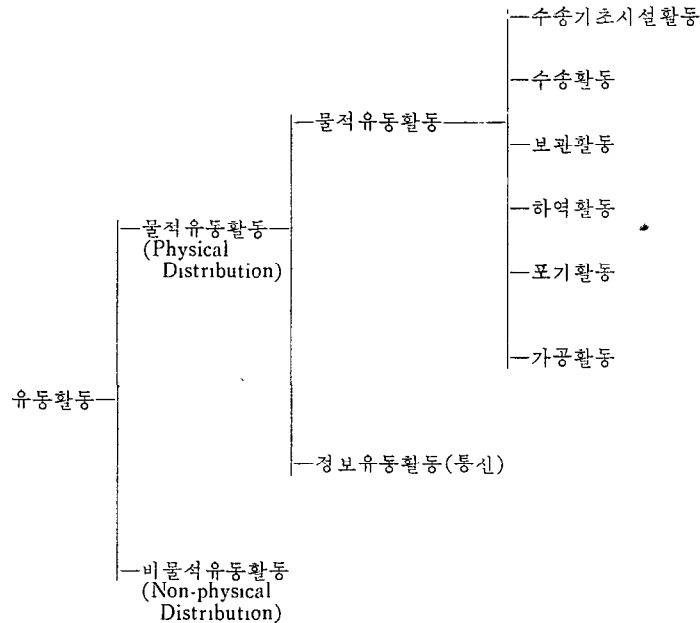 수송기초시설활동
수송활동
물적유동활동
보관활동
하역활동
물적유동활동
(Physical
Distribution)
포기활동
가공활동
유동활동
정보유동활동(통신)
비물석유동활동
(Non-physical
Distribution)